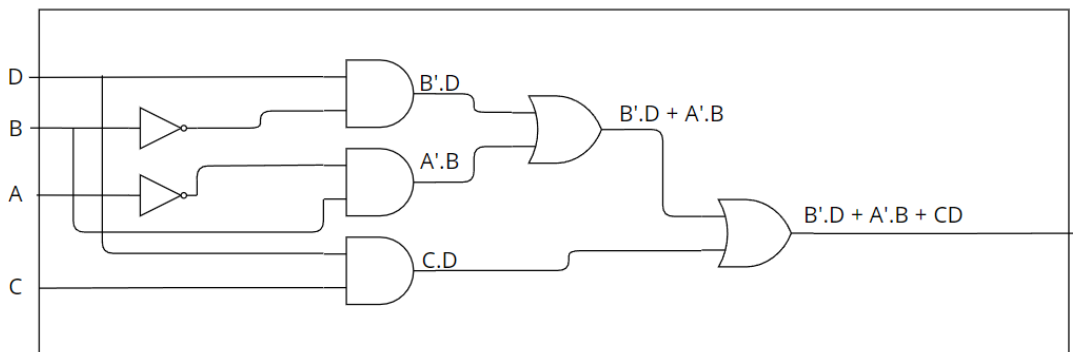 D
B'.D
B'.D + A'.B
B
A'.B
A
B'.D + A'.B + CD
C.D
C